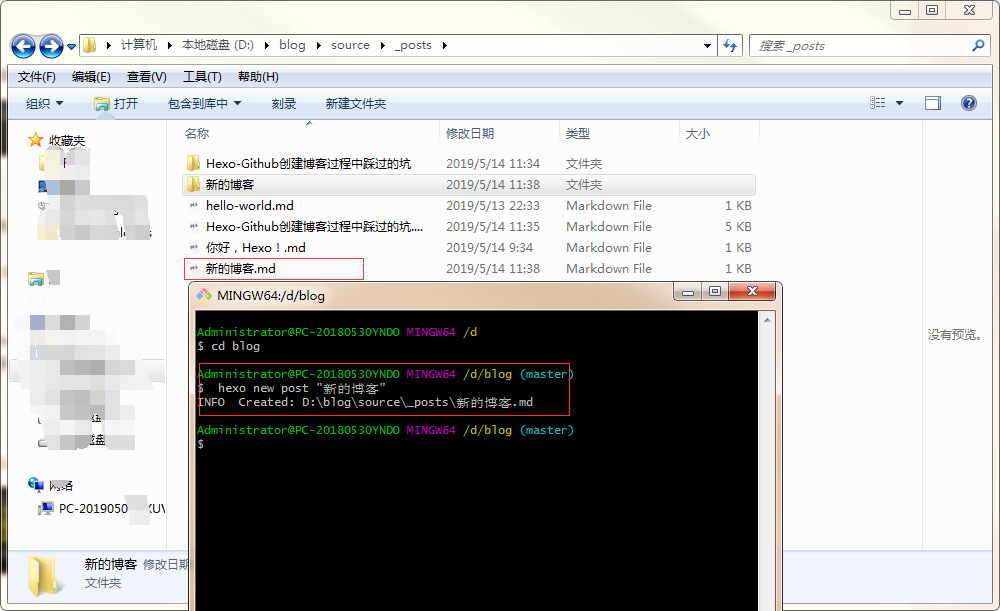 计算机 本地磁盘 (D:) blog source _posts
搜索 _posts
文件(F) 编辑(E) 查看(V) 工具(T) 帮助(H)
组织 打开 包含到库中 刻录 新建文件夹
收藏夹
网络
PC-2019050
名称 修改日期 类型 大小
Hexo-Github创建博客过程中踩过的坑 2019/5/14 11:34 文件夹
新的博客 2019/5/14 11:38 文件夹
hello-world.md 2019/5/13 22:33 Markdown File 1 KB
Hexo-Github创建博客过程中踩过的坑.... 2019/5/14 11:35 Markdown File 5 KB
你好，Hexo！.md 2019/5/14 9:34 Markdown File 1 KB
新的博客.md 2019/5/14 11:38 Markdown File 1 KB
没有预览。
MINGW64:/d/blog
Administrator@PC-20180530YNDO MINGW64 /d
$ cd blog
Administrator@PC-20180530YNDO MINGW64 /d/blog (master)
$  hexo new post "新的博客"
INFO  Created: D:\blog\source\_posts\新的博客.md
Administrator@PC-20180530YNDO MINGW64 /d/blog (master)
$
新的博客 修改日期
文件夹